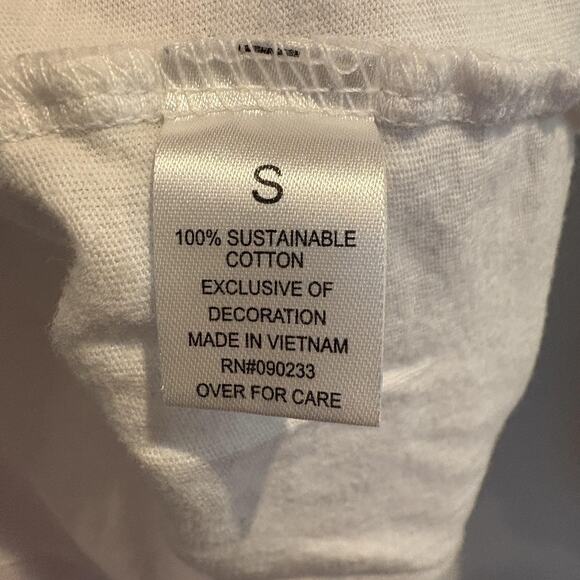 S
100% SUSTAINABLE
COTTON
EXCLUSIVE OF
DECORATION
MADE IN VIETNAM
RN#090233
OVER FOR CARE